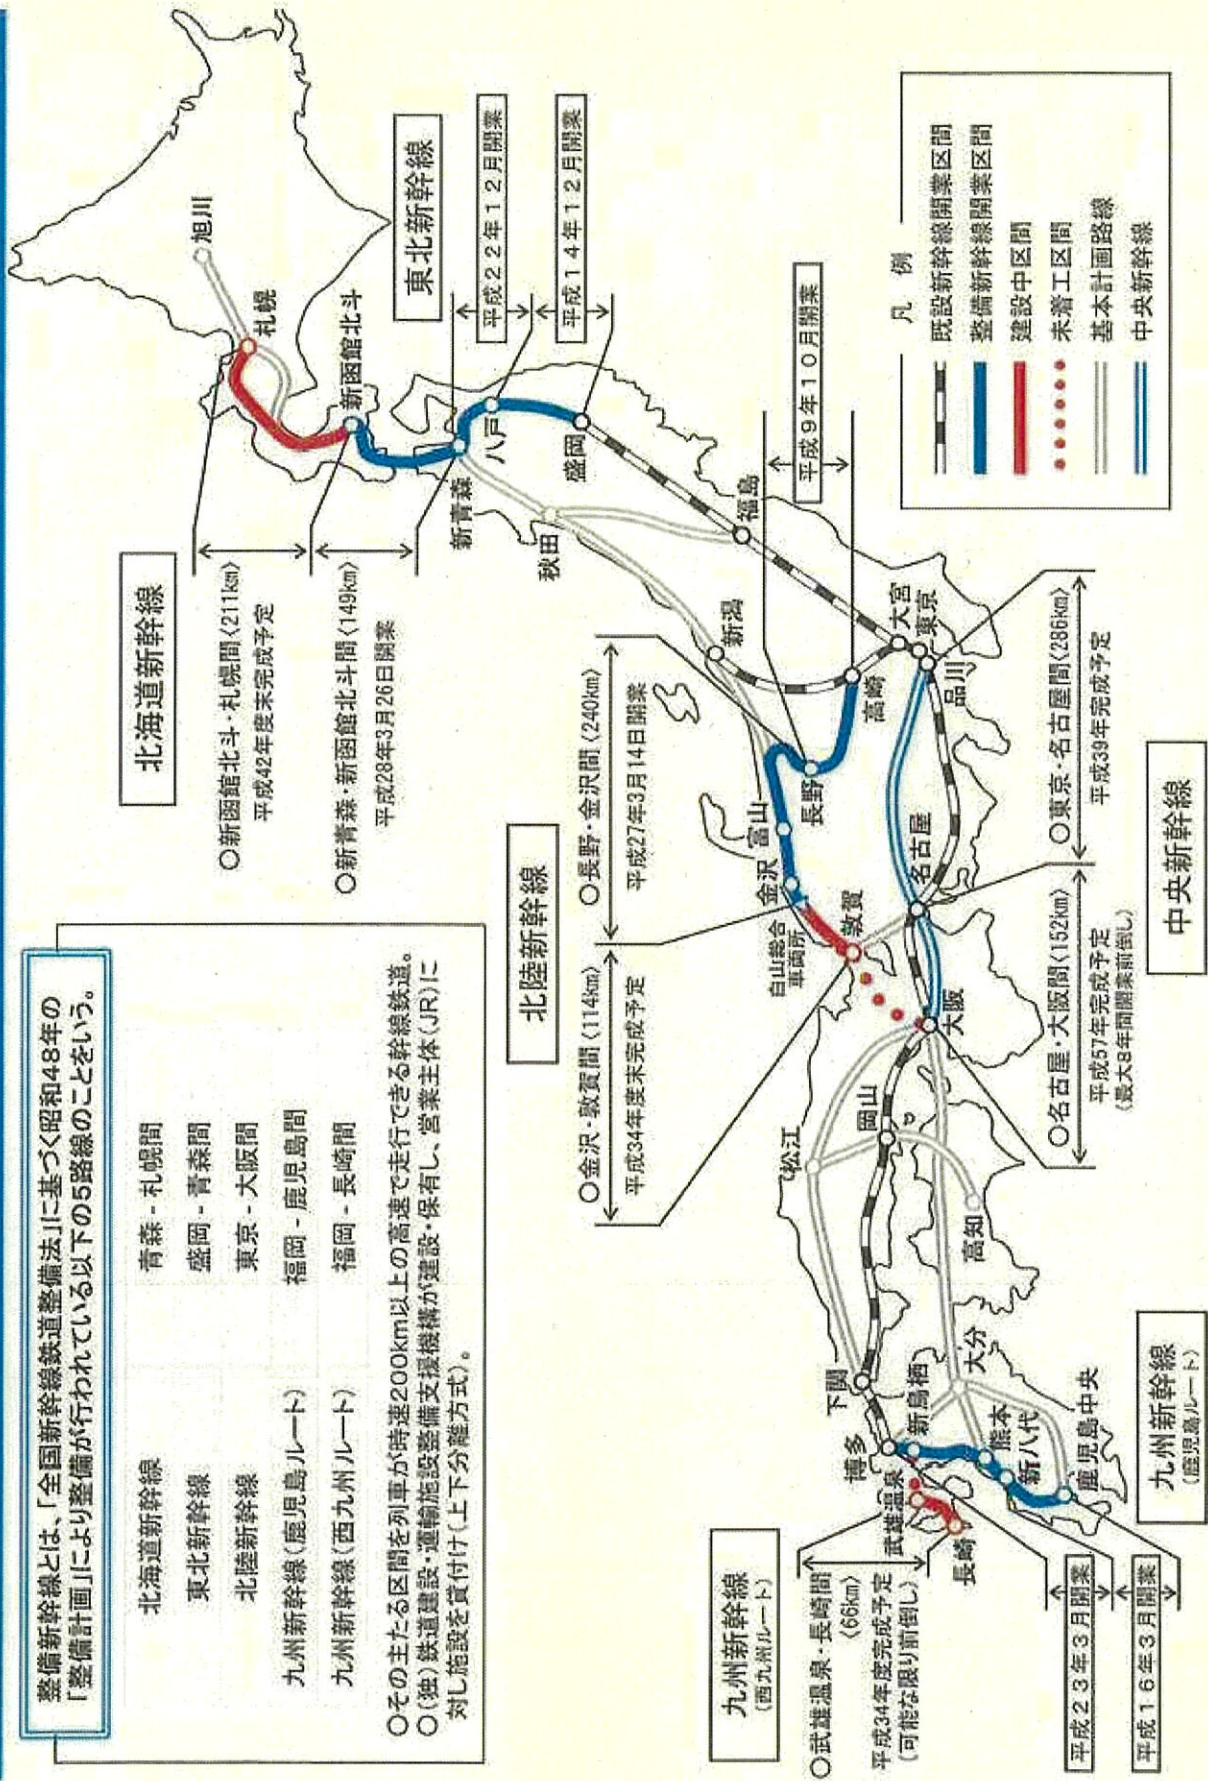 整備新幹線とは、「全国新幹線鉄道整備法」に基づく昭和48年の
「整備計画」により整備が行われている以下の5路線のことをいう。
北海道新幹線 青森－札幌間
東北新幹線 盛岡－青森間
北陸新幹線 東京－大阪間
九州新幹線(鹿児島ルート) 福岡－鹿児島間
九州新幹線(西九州ルート) 福岡－長崎間
○その主たる区間を列車が時速200km以上の高速で走行できる幹線鉄道。
○(独)鉄道建設・運輸施設整備支援機構が建設・保有し、営業主体(JR)に
対し施設を貸付け(上下分離方式)。
北海道新幹線
○新函館北斗・札幌間〈211km〉
平成42年度末完成予定
○新青森・新函館北斗間〈149km〉
平成28年3月26日開業
旭川
札幌
新函館北斗
東北新幹線
平成22年12月開業
平成14年12月開業
新青森
八戸
盛岡
秋田
福島
北陸新幹線
○金沢・敦賀間〈114km〉
平成34年度末完成予定
○長野・金沢間〈240km〉
平成27年3月14日開業
平成9年10月開業
新潟
大宮
東京
品川
高崎
長野
富山
金沢
白山総合
車両所
敦賀
名古屋
大阪
松江
岡山
高知
下関
博多
新鳥栖
大分
武雄温泉
熊本
新八代
長崎
鹿児島中央
中央新幹線
○名古屋・大阪間〈152km〉
平成57年完成予定
(最大8年間開業前倒し)
○東京・名古屋間〈286km〉
平成39年完成予定
九州新幹線
(西九州ルート)
○武雄温泉・長崎間
〈66km〉
平成34年度完成予定
(可能な限り前倒し)
九州新幹線
(鹿児島ルート)
平成23年3月開業
平成16年3月開業
凡 例
既設新幹線開業区間
整備新幹線開業区間
建設中区間
未着工区間
基本計画路線
中央新幹線